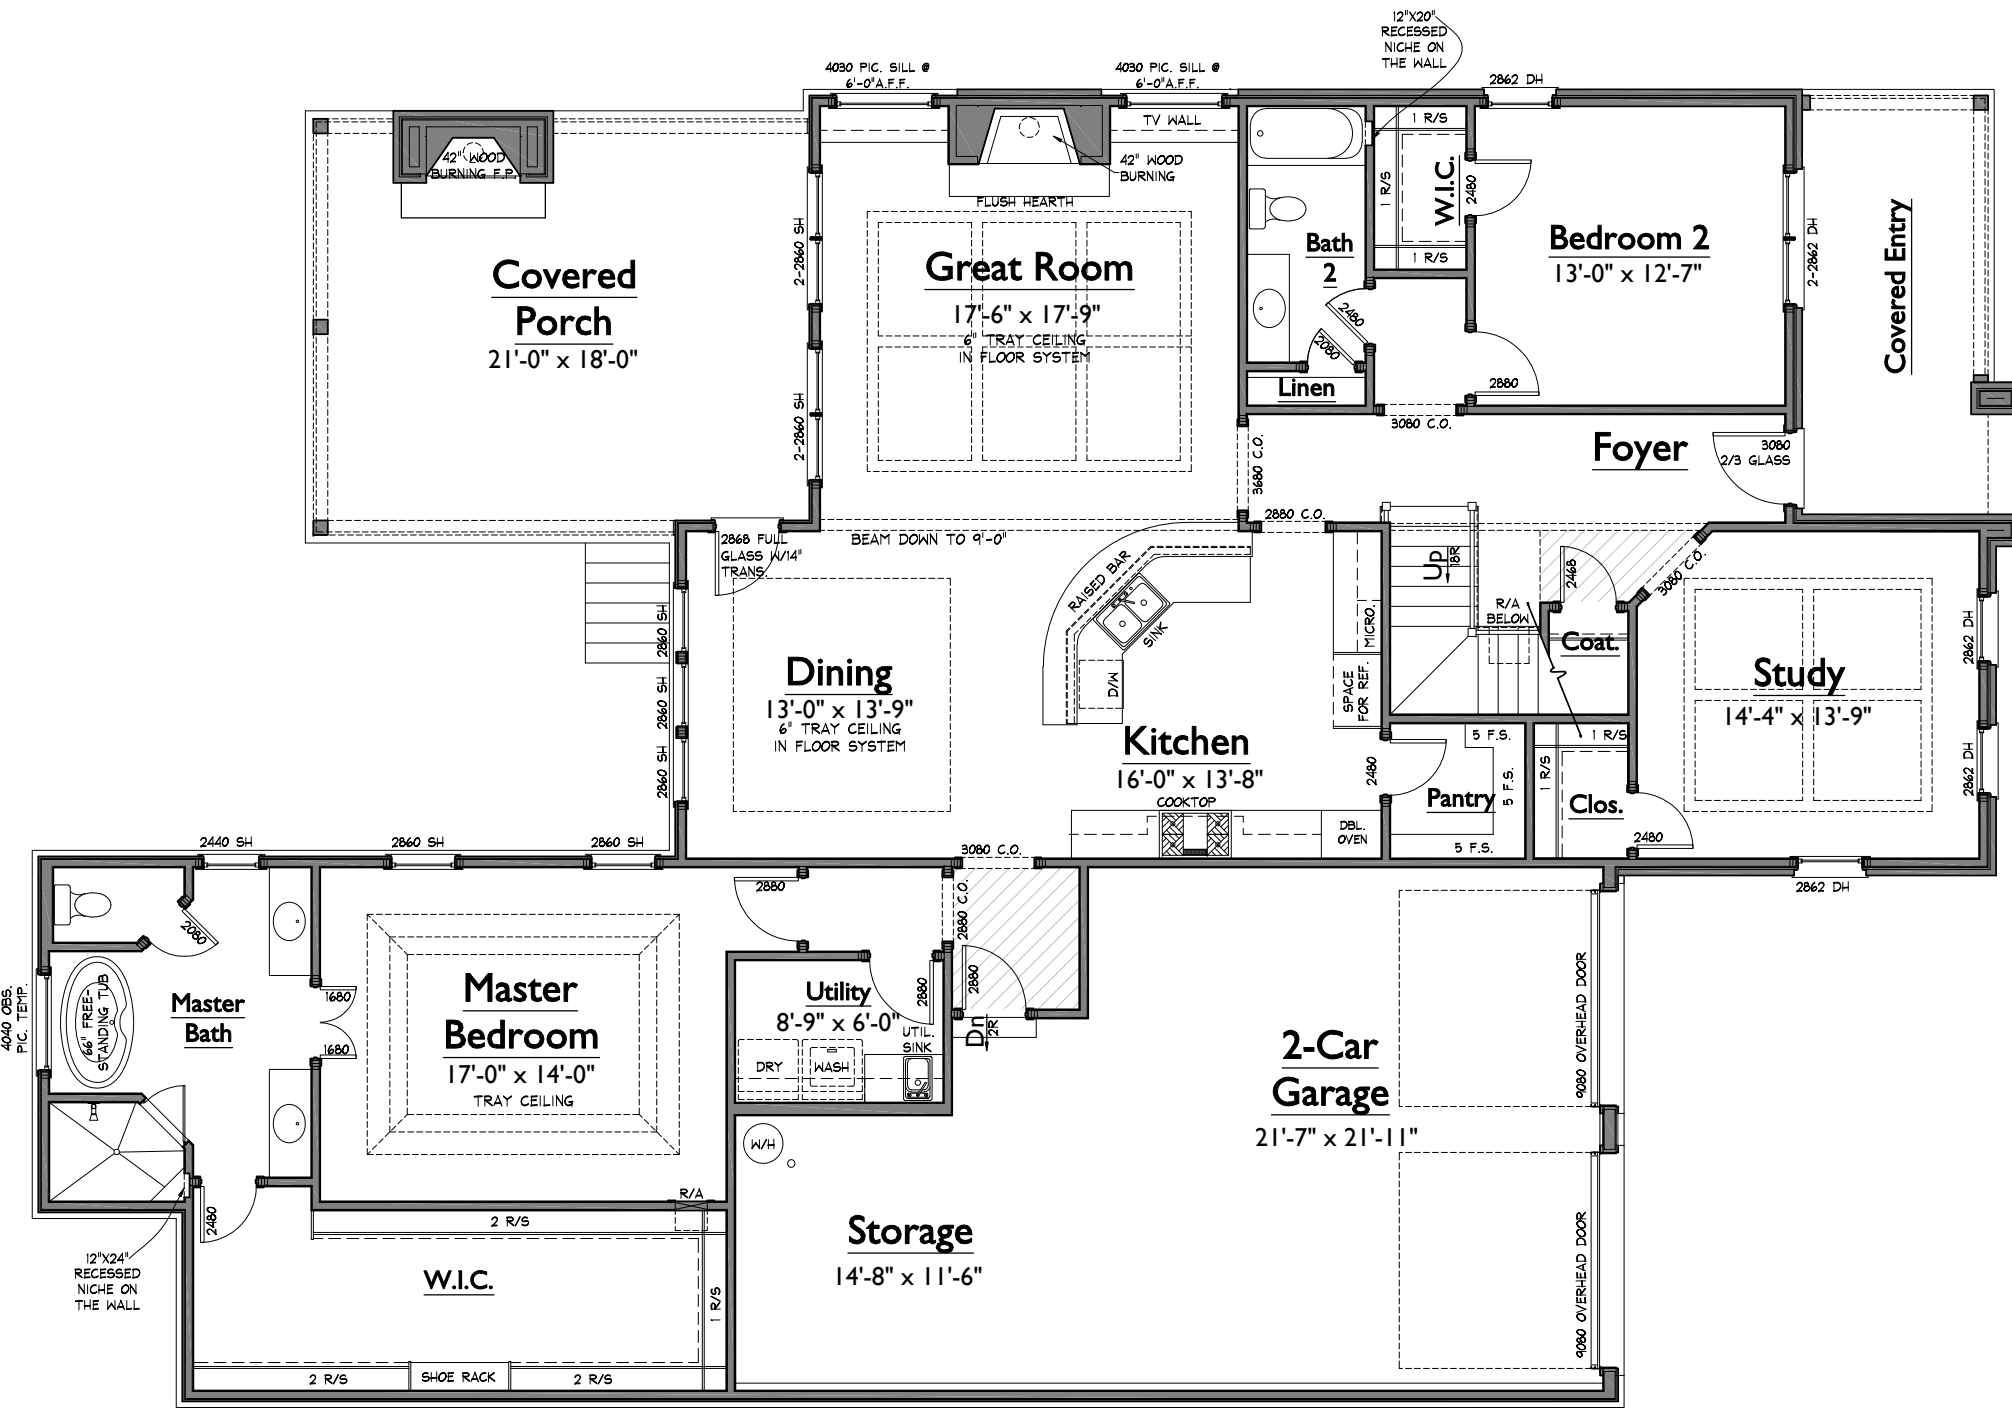 12"X20"
RECESSED
NICHE ON
THE WALL
4030 PIC. SILL @
6'-0"A.F.F.
4030 PIC. SILL @
6'-0"A.F.F.
2862 DH
TV WALL
42" WOOD
BURNING F.P.
42" WOOD
BURNING
FLUSH HEARTH
1 R/S
1 R/S
W.I.C.
2480
1 R/S
Covered
Porch
21'-0" x 18'-0"
2-2860 SH
2-2860 SH
Great Room
17'-6" x 17'-9"
6" TRAY CEILING
IN FLOOR SYSTEM
Bath
2
2480
2080
Linen
Bedroom 2
13'-0" x 12'-7"
2880
2-2862 DH
Covered Entry
3080 C.O.
3680 C.O.
Foyer
3080
2/3 GLASS
2880 C.O.
BEAM DOWN TO 9'-0"
2868 FULL
GLASS W/14"
TRANS.
RAISED BAR
SINK
D/W
MICRO.
SPACE
FOR REF.
Up
18R
R/A
BELOW
2468
3080 C.O.
Coat.
2860 SH
2860 SH
2860 SH
Dining
13'-0" x 13'-9"
6" TRAY CEILING
IN FLOOR SYSTEM
Kitchen
16'-0" x 13'-8"
COOKTOP
DBL.
OVEN
2480
5 F.S.
5 F.S.
Pantry
5 F.S.
1 R/S
1 R/S
Clos.
2480
Study
14'-4" x 13'-9"
2862 DH
2862 DH
2862 DH
2440 SH
2860 SH
2860 SH
3080 C.O.
2880
2880 C.O.
2880
2080
4040 OBS.
PIC. TEMP.
66" FREE-
STANDING TUB
Master
Bath
1680
1680
Master
Bedroom
17'-0" x 14'-0"
TRAY CEILING
Utility
8'-9" x 6'-0"
2880
UTIL.
SINK
DRY
WASH
Dn
2R
2-Car
Garage
21'-7" x 21'-11"
9080 OVERHEAD DOOR
9080 OVERHEAD DOOR
W/H
R/A
2480
2 R/S
Storage
14'-8" x 11'-6"
12"X24"
RECESSED
NICHE ON
THE WALL
W.I.C.
1 R/S
2 R/S
SHOE RACK
2 R/S